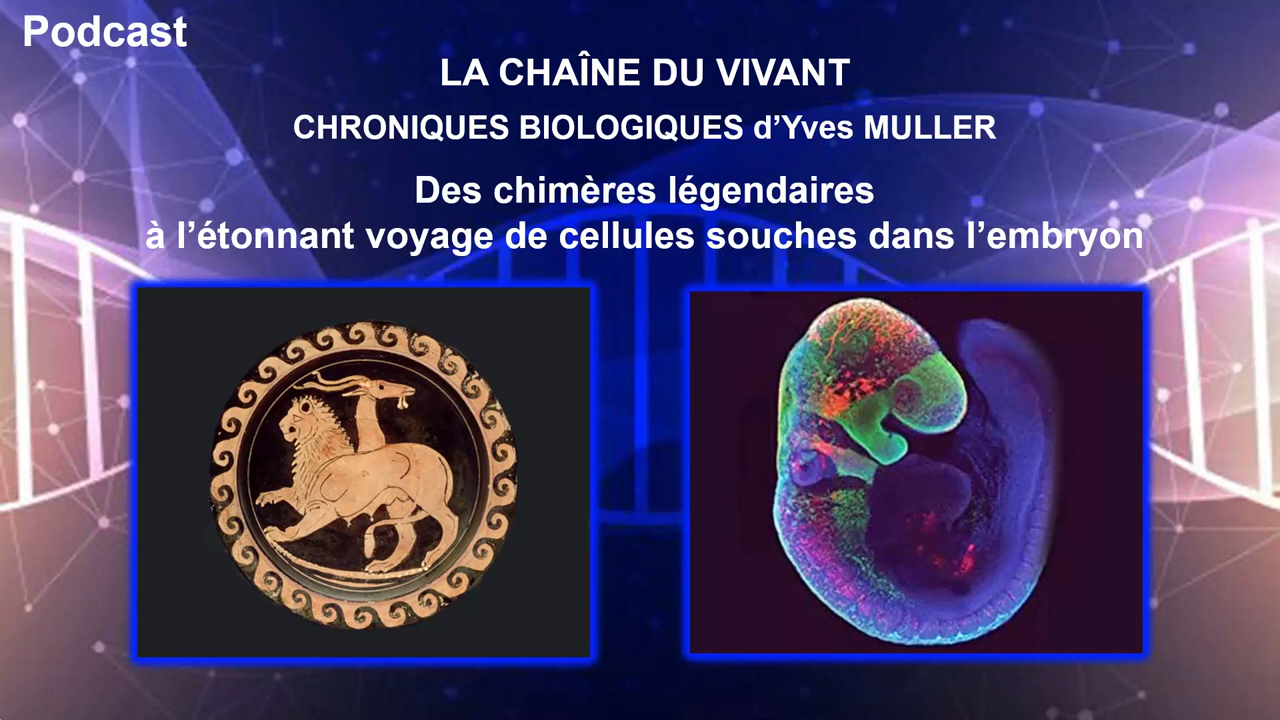 Podcast
LA CHAÎNE DU VIVANT
CHRONIQUES BIOLOGIQUES d’Yves MULLER
Des chimères légendaires
à l’étonnant voyage de cellules souches dans l’embryon